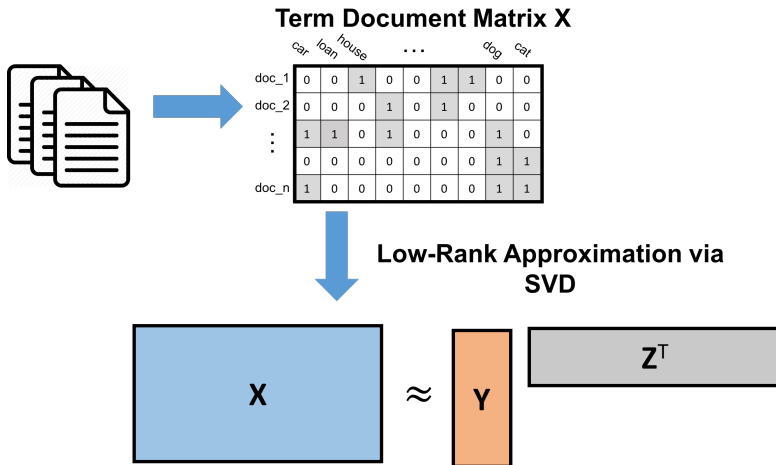 Term Document Matrix X
car loan house ... dog cat
doc_1 0 0 1 0 0 1 1 0 0
doc_2 0 0 0 1 0 1 0 0 0
⋮ 1 1 0 1 0 0 0 1 0
0 0 0 0 0 0 0 1 1
doc_n 1 0 0 0 0 0 0 1 1
Low-Rank Approximation via
SVD
X ≈ Y Zᵀ